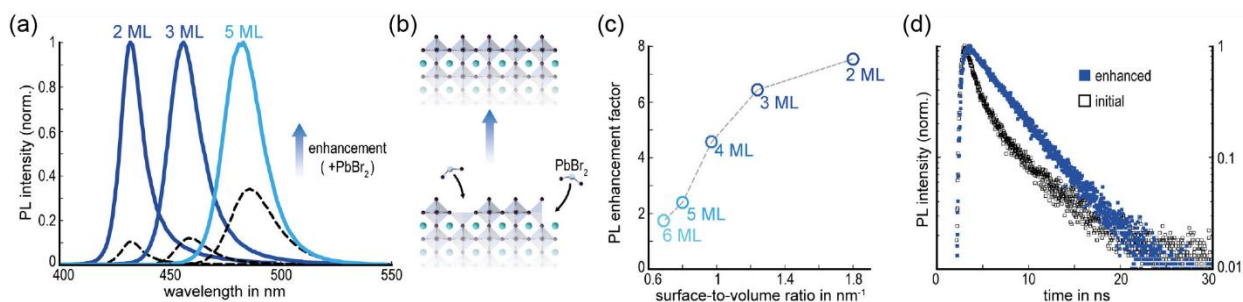 (a)
2 ML 3 ML 5 ML
PL intensity (norm.)
1
0.8
0.6
0.4
0.2
0
enhancement
( +PbBr2)
400 450 500 550
wavelength in nm
(b)
PbBr2
(c)
PL enhancement factor
8
6
4
2
0
2 ML
3 ML
4 ML
5 ML
6 ML
0.6 1 1.4 1.8
surface-to-volume ratio in nm-1
(d)
PL intensity (norm.)
enhanced
initial
1
0.1
0.01
0 10 20 30
time in ns